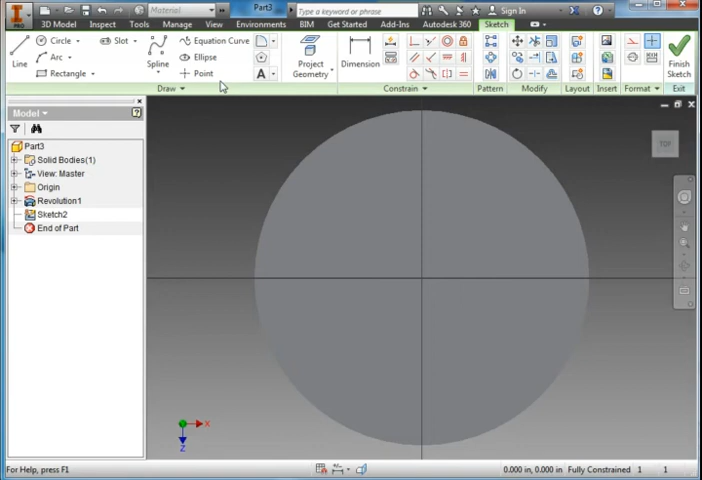 PRO
Material
Part3
Type a keyword or phrase
Sign In
3D Model Inspect Tools Manage View Environments BIM Get Started Add-Ins Autodesk 360 Sketch
Line
Circle
Arc
Rectangle
Slot
Spline
Equation Curve
Ellipse
Point
A
Project
Geometry
Dimension
Finish
Sketch
Draw
Constrain
Pattern
Modify
Layout
Insert
Format
Exit
Model
Part3
Solid Bodies(1)
View: Master
Origin
Revolution1
Sketch2
End of Part
TOP
X
Z
For Help, press F1
0.000 in, 0.000 in Fully Constrained 1 1